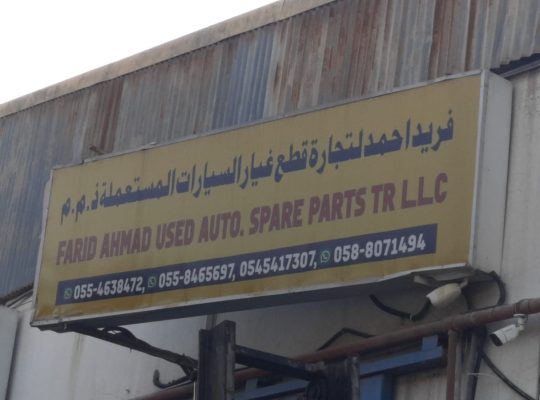 فريد احمد لتجارة قطع غيار السيارات المستعملة ذ.م.م
FARID AHMAD USED AUTO. SPARE PARTS TR LLC
055-4638472, 055-8465697, 0545417307, 058-8071494